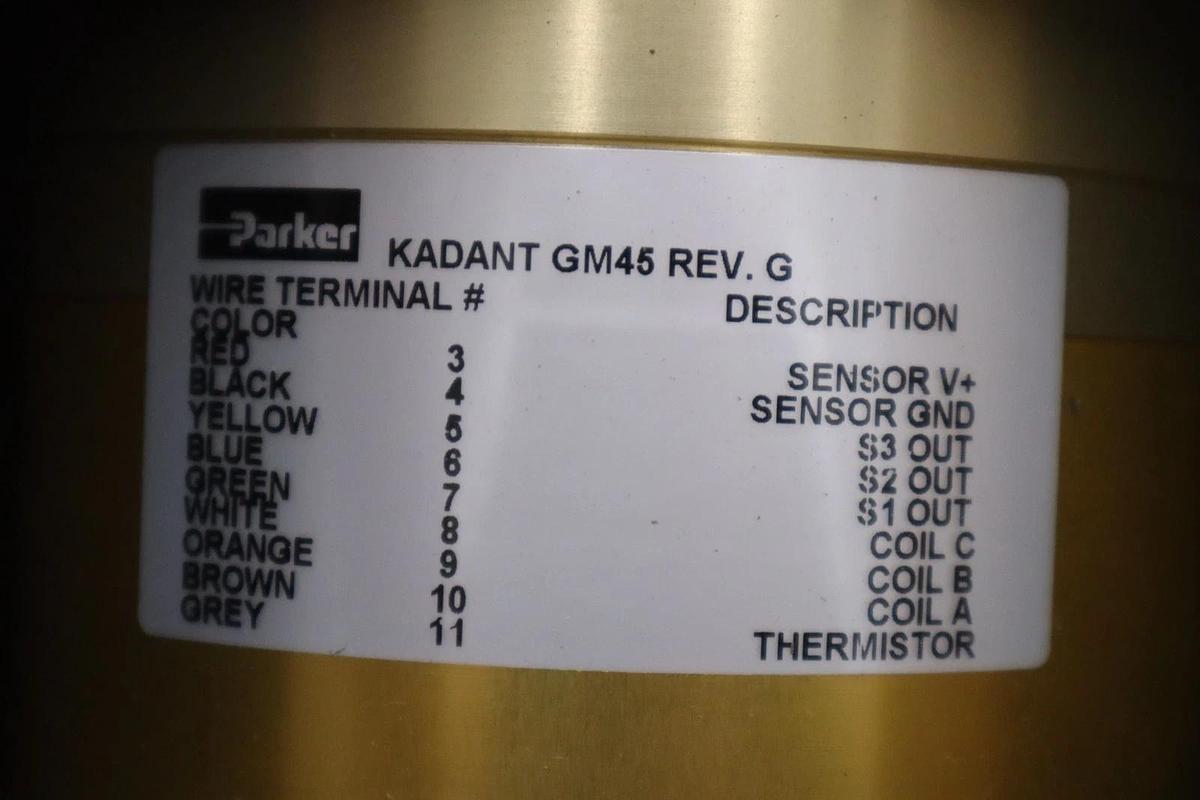 Parker KADANT GM45 REV. G
WIRE TERMINAL # DESCRIPTION
COLOR
RED 3 SENSOR V+
BLACK 4 SENSOR GND
YELLOW 5 S3 OUT
BLUE 6 S2 OUT
GREEN 7 S1 OUT
WHITE 8 COIL C
ORANGE 9 COIL B
BROWN 10 COIL A
GREY 11 THERMISTOR